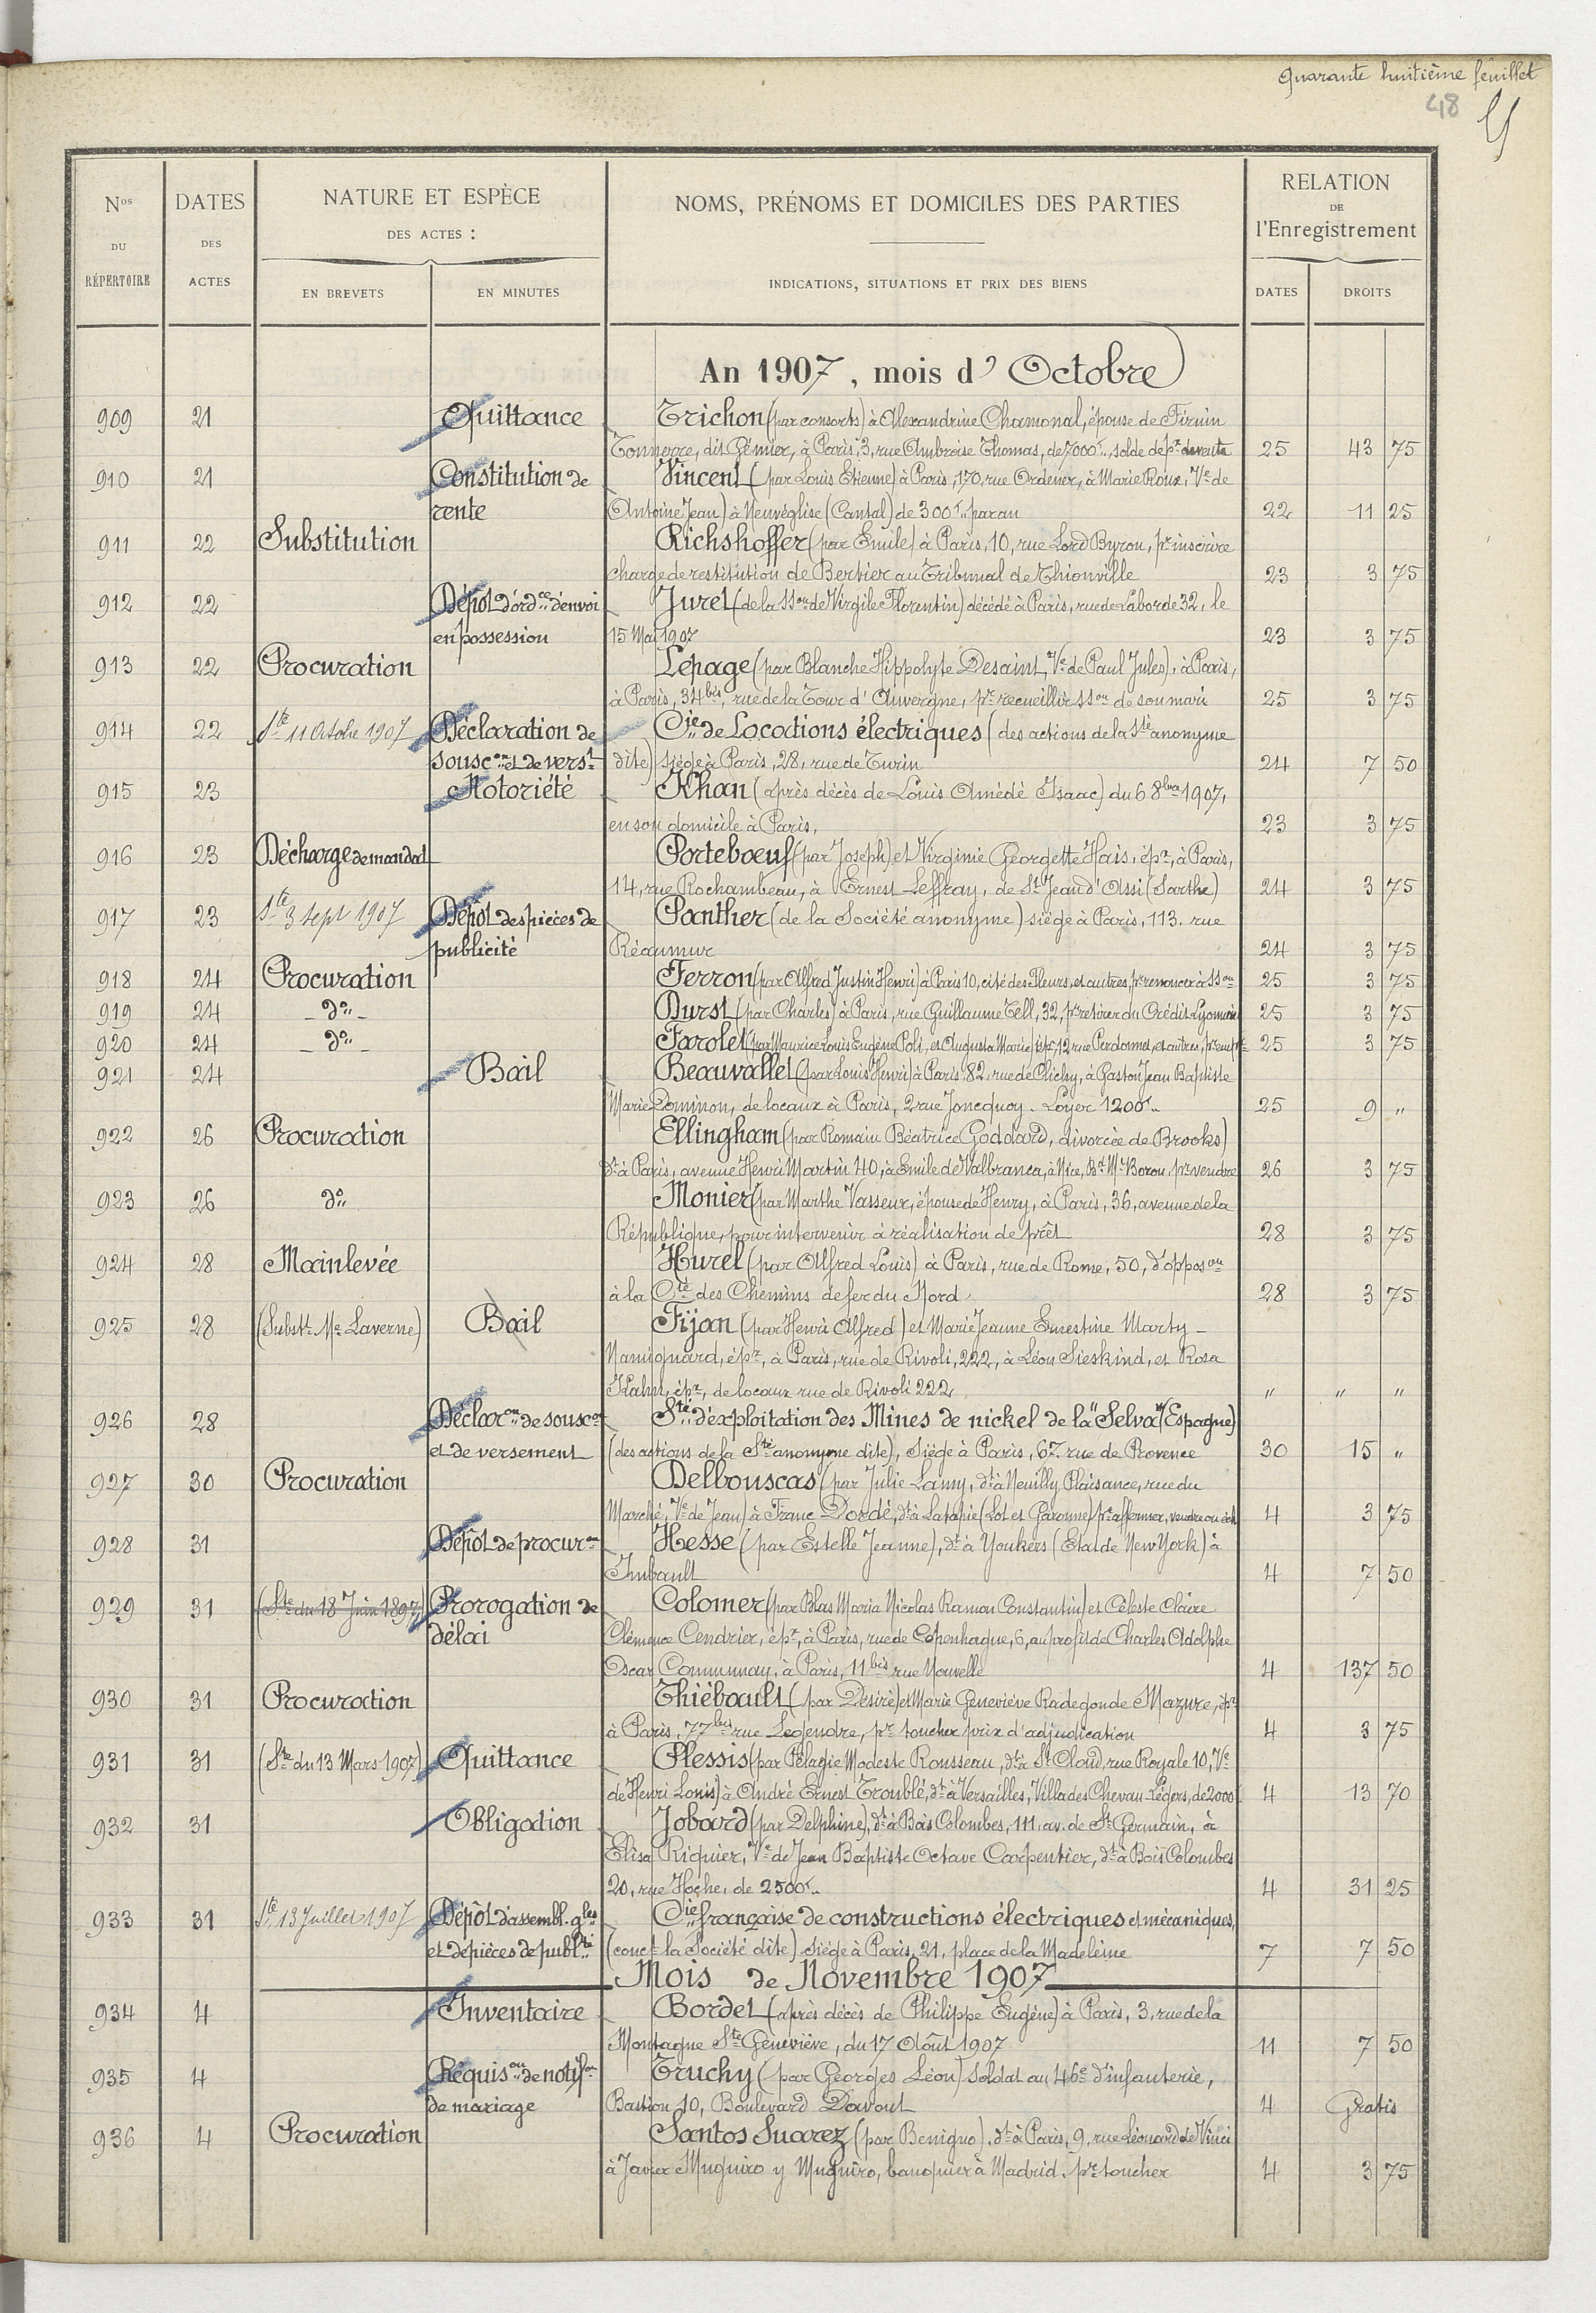 Quarante huitième feuillet
48
Nos DU RÉPERTOIRE
DATES DES ACTES
NATURE ET ESPÈCE DES ACTES :
EN BREVETS
EN MINUTES
NOMS, PRÉNOMS ET DOMICILES DES PARTIES
INDICATIONS, SITUATIONS ET PRIX DES BIENS
RELATION DE l'Enregistrement
DATES
DROITS
An 1907, mois d'Octobre
909 21 Quittance Trichon (par consorts) à Alexandrine Chamonal, épouse de Firmin
Tonnerre, dit Gémier, à Paris, 3, rue Ambroise Thomas, de 7000f, solde de px de vente 25 43 75
910 21 Constitution de Vincent (par Louis Etienne) à Paris, 170, rue Ordener, à Marie Roux, Ve de
rente Antoine Jean) à Neuvéglise (Cantal) de 300f par an 22 11 25
911 22 Substitution Richshoffer (par Emile) à Paris, 10, rue Lord Byron, pr inscrire
charge de restitution de Bertier au Tribunal de Thionville 23 3 75
912 22 Dépôt d'ordce d'envoi Juret (de la sson de Virgile Florentin) décédé à Paris, rue de Laborde 32, le
en possession 15 Mai 1907 23 3 75
913 22 Procuration Lepage (par Blanche Hippolyte Desaint, Ve de Paul Jules), à Paris,
à Paris, 34bis, rue de la Tour d'Auvergne, pr recueillir sson de son mari 25 3 75
914 22 Ste 11 Octobre 1907 Déclaration de Cie de Locations électriques (des actions de la Sté anonyme
souscon et de verst dite) siège à Paris, 28, rue de Turin 24 7 50
915 23 Notoriété Khan (après décès de Louis Amédé Isaac) du 6 8bre 1907,
en son domicile à Paris, 23 3 75
916 23 Décharge de mandat Porteboeuf (par Joseph) et Virginie Georgette Hais, épx, à Paris,
14, rue Rochambeau, à Ernest Leffray, de St Jean d'Assi (Sarthe) 24 3 75
917 23 Ste 3 Sept 1907 Dépôt des pièces de Panther (de la Société anonyme) siège à Paris, 113. rue
publicité Réaumur 24 3 75
918 24 Procuration Ferron (par Alfred Justin Henri) à Paris 10, cité des Fleurs, et autres, pr renoncer à sson 25 3 75
919 24 - do - Durst (par Charles) à Paris, rue Guillaume Tell, 32, pr retirer du Crédit Lyonnais 25 3 75
920 24 - do - Farolet (par Maurice Louis Eugène Poli, et Augusta Marie) épx, 12 rue Perdonnet, et autres, pr 25 3 75
921 24 Bail Beauvallet (par Louis Henri) à Paris, 82, rue de Clichy, à Gaston Jean Baptiste
Marie Dominon, de locaux à Paris, 2 rue Joncquoy. Loyer 1200f 25 9 "
922 26 Procuration Ellingham (par Romain Béatrice Goddard, divorcée de Brooks)
dt à Paris, avenue Henri Martin 40, à Emile de Valbranca, à Nice, Bd Mt Boron, pr vendre 26 3 75
923 26 do Monier (par Marthe Vasseur, épouse de Henry, à Paris, 36, avenue de la
République, pour intervenir à réalisation de prêt 28 3 75
924 28 Mainlevée Hurel (par Alfred Louis) à Paris, rue de Rome, 50, d'opposon
à la Cie des Chemins de fer du Nord. 28 3 75
925 28 (Substt Me Laverne) Bail Fijan (par Henri Alfred) et Marie Jeanne Ernestine Marty-
Namignard, épx, à Paris, rue de Rivoli, 222, à Léon Sieskind, et Rosa
Kahn, épx, de locaux rue de Rivoli 222, " " "
926 28 Déclaron de souscon Sté d'exploitation des Mines de nickel de la "Selva" (Espagne)
et de versement (des actions de la Sté anonyme dite), Siège à Paris, 67. rue de Provence 30 15 "
927 30 Procuration Delbouscas (par Julie Lamy, dt à Neuilly Plaisance, rue du
Marché, Ve de Jean) à Franc Dordé, dt à Latapie (Lot et Garonne) pr affermer, vendre ou éch 4 3 75
928 31 Dépôt de procuron Hesse (par Estelle Jeanne), dt à Yonkers (Etat de New York) à
Imbault 4 7 50
929 31 (Ste du 18 Juin 1897) Prorogation de Colomer (par Blas Maria Nicolas Ramon Constantin) et Céleste Claire
délai Clémence Cendrier, épx, à Paris, rue de Copenhague, 6, au profit de Charles Adolphe
Oscar Communay, à Paris, 11bis rue Nouvelle 4 137 50
930 31 Procuration Thiébault (par Désiré) et Marie Geneviève Radegonde Mazure, épx
à Paris, 77bis rue Legendre, pr toucher prix d'adjudication 4 3 75
931 31 (Ste du 13 Mars 1907) Quittance Plessis (par Pélagie Modeste Rousseau, dt à St Cloud, rue Royale 10, Ve
de Henri Louis) à André Ernest Troublé, dt à Versailles, Villa des Chevau-Légers, de 2000f 4 13 70
932 31 Obligation Jobard (par Delphine), dt à Bois Colombes, 111. av. de St Germain, à
Elisa Riquier, Ve de Jean Baptiste Octave Carpentier, dt à Bois Colombes
20, rue Hoche, de 2500f 4 31 25
933 31 Ste 13 Juillet 1907 Dépôt d'assembl. gles Cie française de constructions électriques et mécaniques,
et de pièces de publité (conct la Société dite) siège à Paris, 21, place de la Madeleine 7 7 50
Mois de Novembre 1907
934 4 Inventaire Bordet (après décès de Philippe Eugène) à Paris, 3, rue de la
Montagne Ste Geneviève, du 17 Août 1907 11 7 50
935 4 Réquison de notifon Truchy (par Georges Léon) soldat au 46e d'infanterie,
de mariage Bastion 10, Boulevard Davout 4 Gratis
936 4 Procuration Santos Suarez (par Benigno), dt à Paris, 9, rue Léonard de Vinci
à Javier Muguiro y Muguiro, banquier à Madrid. pr toucher 4 3 75